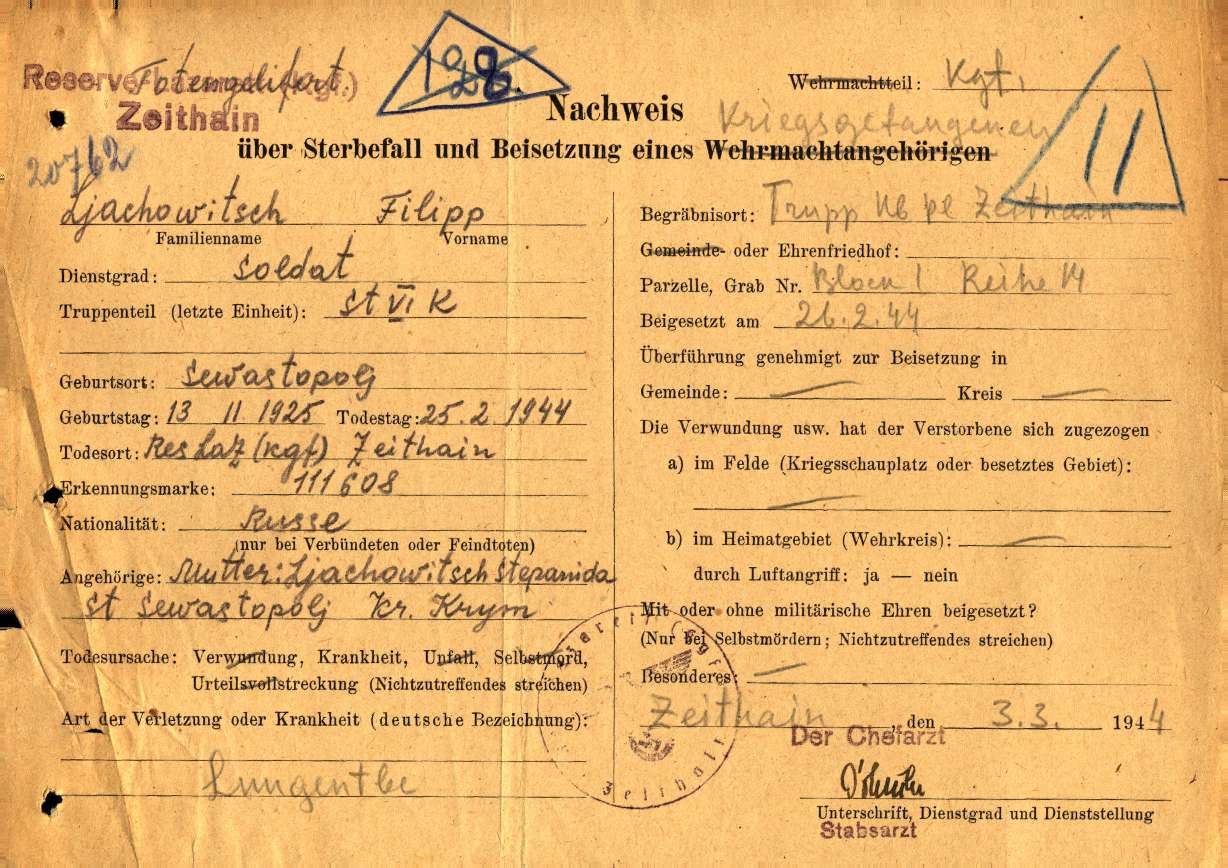 Reserve-Lazarett (Kgf.)
Zeithain
Totengelifert
128.
20762
Wehrmachtteil: Kgf.
Nachweis
Kriegsgefangenen
über Sterbefall und Beisetzung eines Wehrmachtangehörigen
11
Ljachowitsch Filipp
Familienname Vorname
Dienstgrad: Soldat
Truppenteil (letzte Einheit): St VI K
Geburtsort: Sewastopolj
Geburtstag: 13 11 1925 Todestag: 25.2.1944
Todesort: Res Laz (Kgf) Zeithain
Erkennungsmarke: 111608
Nationalität: Russe
(nur bei Verbündeten oder Feindtoten)
Angehörige: Mutter: Ljachowitsch Stepanida
St Sewastopolj Kr. Krym
Todesursache: Verwundung, Krankheit, Unfall, Selbstmord,
Urteilsvollstreckung (Nichtzutreffendes streichen)
Art der Verletzung oder Krankheit (deutsche Bezeichnung):
Lungentbc
Begräbnisort: Trupp Üb pl Zeithain
Gemeinde- oder Ehrenfriedhof:
Parzelle, Grab Nr. Block 1 Reihe 14
Beigesetzt am 26.2.44
Überführung genehmigt zur Beisetzung in
Gemeinde: — Kreis —
Die Verwundung usw. hat der Verstorbene sich zugezogen
a) im Felde (Kriegsschauplatz oder besetztes Gebiet):
—
b) im Heimatgebiet (Wehrkreis): —
durch Luftangriff: ja — nein
Mit oder ohne militärische Ehren beigesetzt?
(Nur bei Selbstmördern; Nichtzutreffendes streichen)
Besonderes: —
Zeithain, den 3.3. 1944
Der Chefarzt
Unterschrift, Dienstgrad und Dienststellung
Stabsarzt